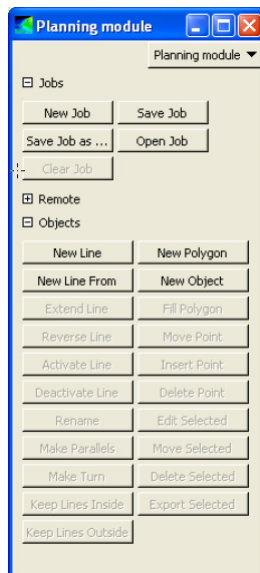 Planning module
Planning module
Jobs
New Job Save Job
Save Job as ... Open Job
Clear Job
Remote
Objects
New Line New Polygon
New Line From New Object
Extend Line Fill Polygon
Reverse Line Move Point
Activate Line Insert Point
Deactivate Line Delete Point
Rename Edit Selected
Make Parallels Move Selected
Make Turn Delete Selected
Keep Lines Inside Export Selected
Keep Lines Outside